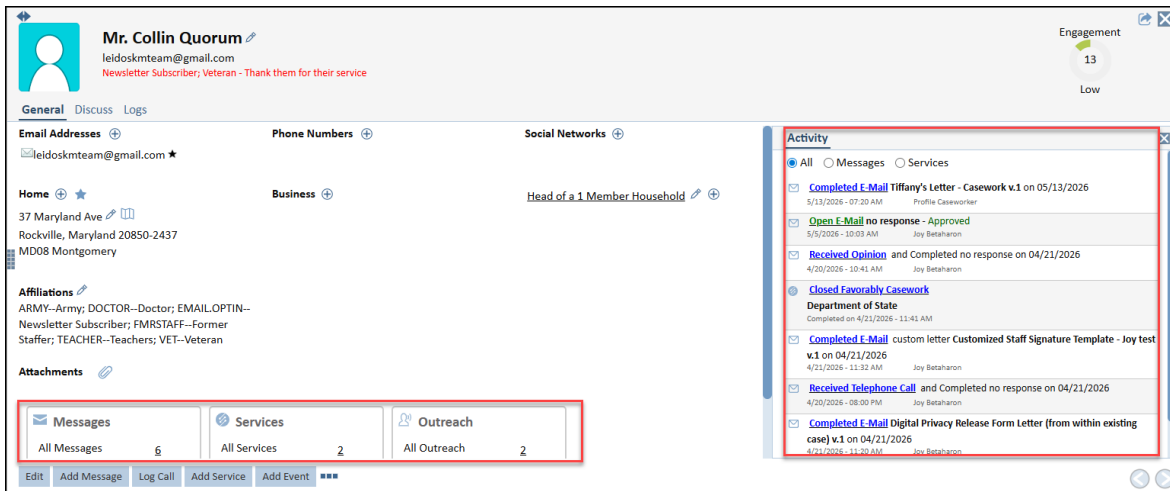 Mr. Collin Quorum
leidoskmteam@gmail.com
Newsletter Subscriber; Veteran - Thank them for their service
Engagement
13
Low
General Discuss Logs
Email Addresses
leidoskmteam@gmail.com ★
Phone Numbers
Social Networks
Home
37 Maryland Ave
Rockville, Maryland 20850-2437
MD08 Montgomery
Business
Head of a 1 Member Household
Affiliations
ARMY--Army; DOCTOR--Doctor; EMAIL.OPTIN--
Newsletter Subscriber; FMRSTAFF--Former
Staffer; TEACHER--Teachers; VET--Veteran
Attachments
Messages
All Messages 6
Services
All Services 2
Outreach
All Outreach 2
Activity
All Messages Services
Completed E-Mail Tiffany's Letter - Casework v.1 on 05/13/2026
5/13/2026 - 07:20 AM Profile Caseworker
Open E-Mail no response - Approved
5/5/2026 - 10:03 AM Joy Betaharon
Received Opinion and Completed no response on 04/21/2026
4/20/2026 - 10:41 AM Joy Betaharon
Closed Favorably Casework
Department of State
Completed on 4/21/2026 - 11:41 AM
Completed E-Mail custom letter Customized Staff Signature Template - Joy test
v.1 on 04/21/2026
4/21/2026 - 11:32 AM Joy Betaharon
Received Telephone Call and Completed no response on 04/21/2026
4/20/2026 - 08:00 PM Joy Betaharon
Completed E-Mail Digital Privacy Release Form Letter (from within existing
case) v.1 on 04/21/2026
4/21/2026 - 11:20 AM Joy Betaharon
Edit Add Message Log Call Add Service Add Event